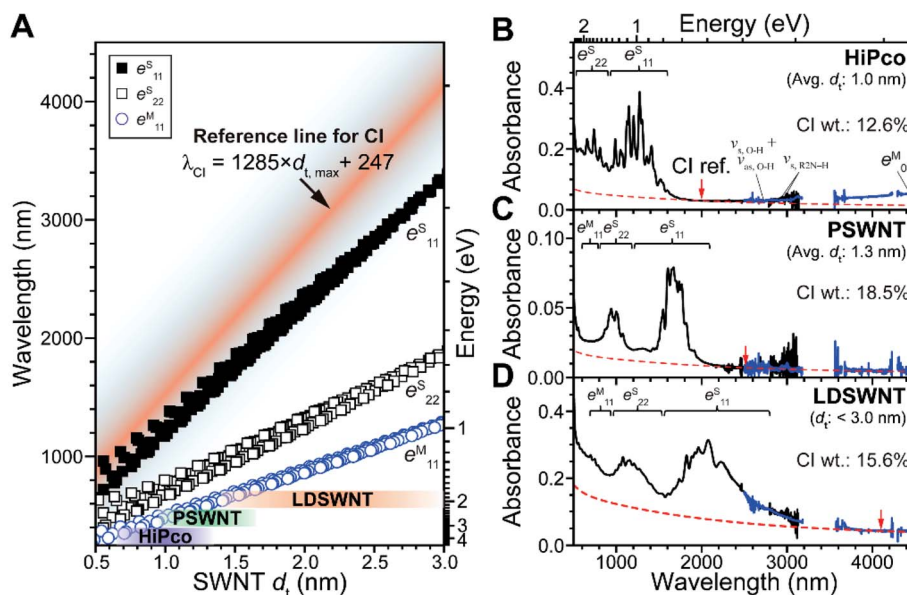 A
Wavelength (nm)
4000
3000
2000
1000
e^S_11
e^S_22
e^M_11
Reference line for CI
λ_CI = 1285×d_t, max + 247
e^S_11
e^S_22
e^M_11
LDSWNT
PSWNT
HiPco
Energy (eV)
1
2
3
4
0.5 1.0 1.5 2.0 2.5 3.0
SWNT d_t (nm)
Energy (eV)
2 1
B
HiPco
(Avg. d_t: 1.0 nm)
CI wt.: 12.6%
e^S_22 e^S_11
CI ref.
ν_s, O-H +
ν_as, O-H
ν_s, R2N–H
e^M_0
Absorbance
0.4
0.2
0.0
C
PSWNT
(Avg. d_t: 1.3 nm)
CI wt.: 18.5%
e^M_11 e^S_22 e^S_11
Absorbance
0.10
0.05
0.00
D
LDSWNT
(d_t: < 3.0 nm)
CI wt.: 15.6%
e^M_11 e^S_22 e^S_11
Absorbance
0.4
0.2
0.0
1000 2000 3000 4000
Wavelength (nm)